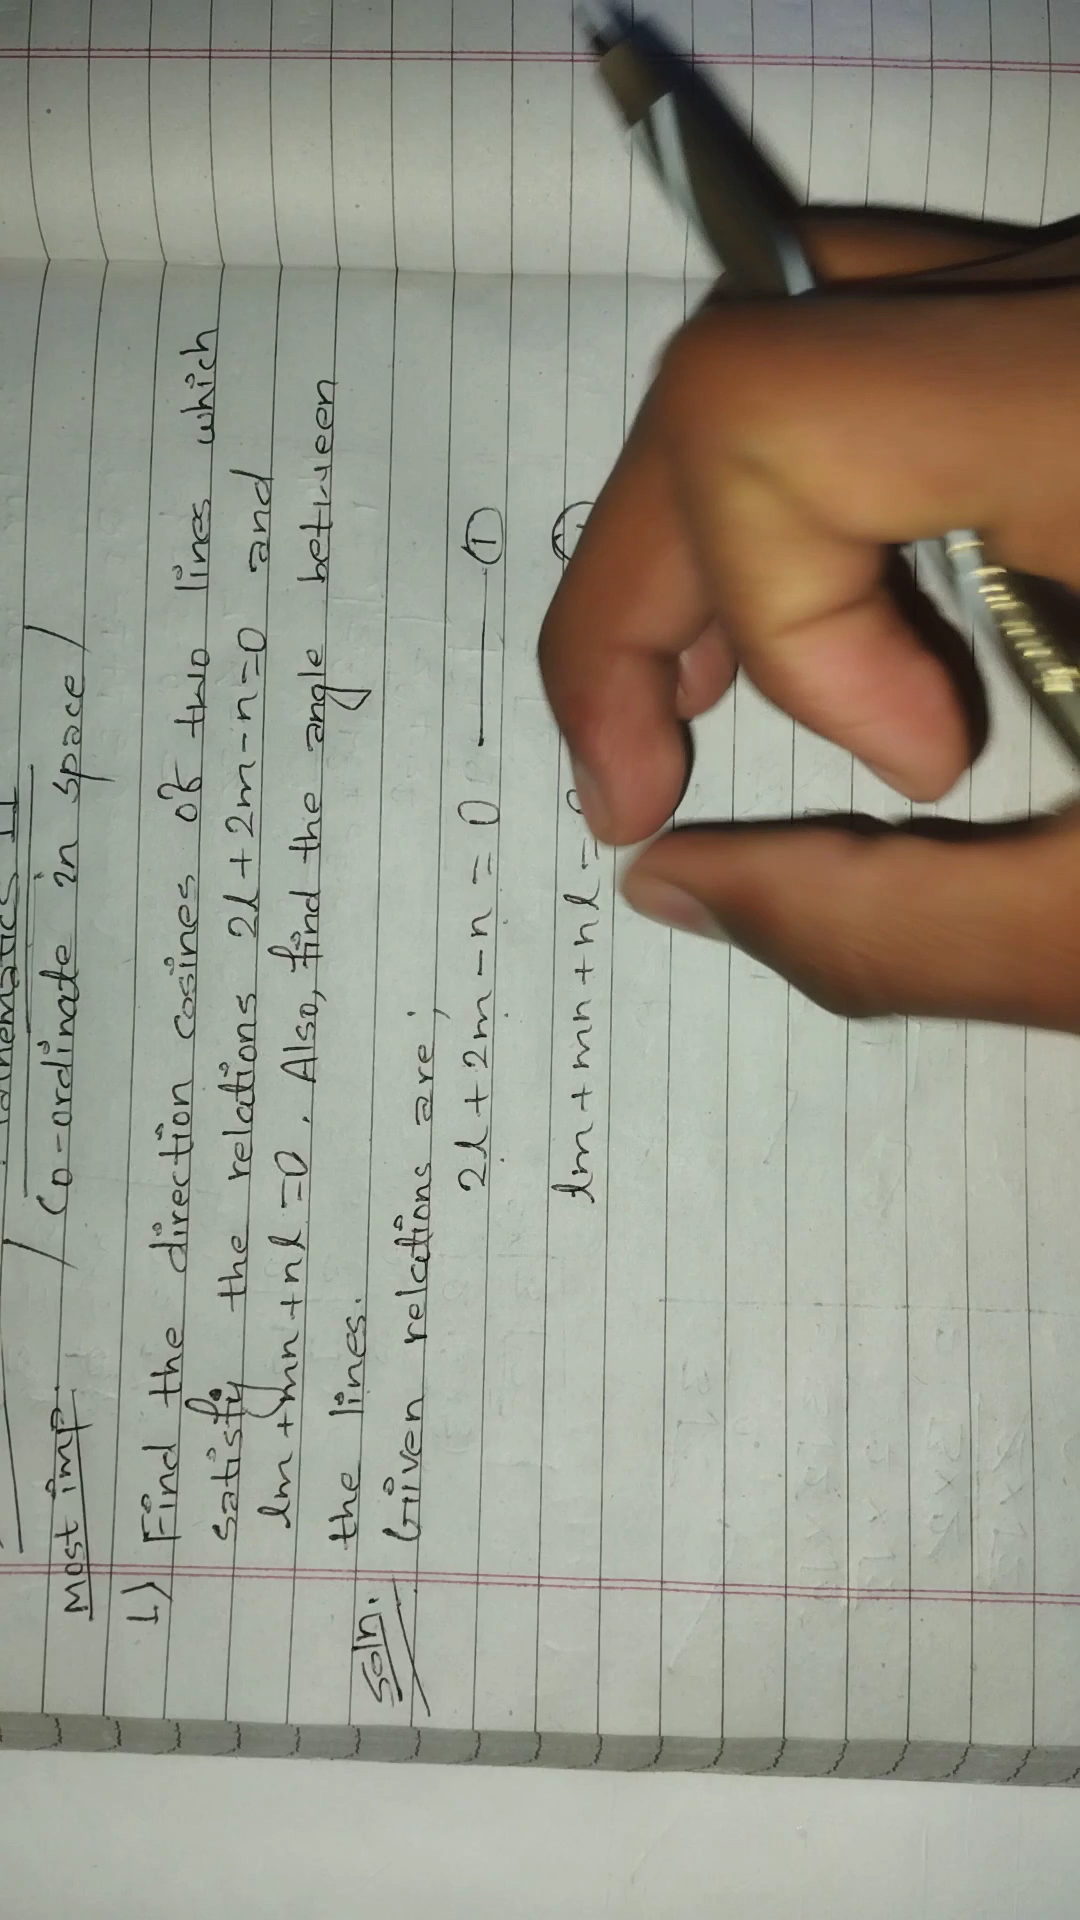 Most imp / Co-ordinate in space /
1) Find the direction cosines of two lines which
satisfy the relations 2l + 2m - n = 0 and
lm + mn + nl = 0. Also, find the angle between
the lines.
Soln. Given relations are;
2l + 2m - n = 0 ——— ①
lm + mn + nl =